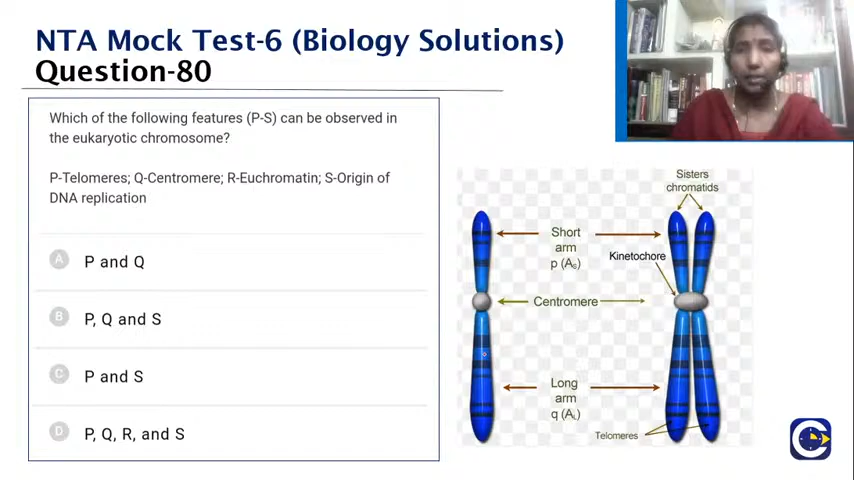 NTA Mock Test-6 (Biology Solutions)
Question-80
Which of the following features (P-S) can be observed in
the eukaryotic chromosome?
P-Telomeres; Q-Centromere; R-Euchromatin; S-Origin of
DNA replication
A P and Q
B P, Q and S
C P and S
D P, Q, R, and S
Sisters
chromatids
Short
arm
p (A₆)
Kinetochore
Centromere
Long
arm
q (A₁)
Telomeres